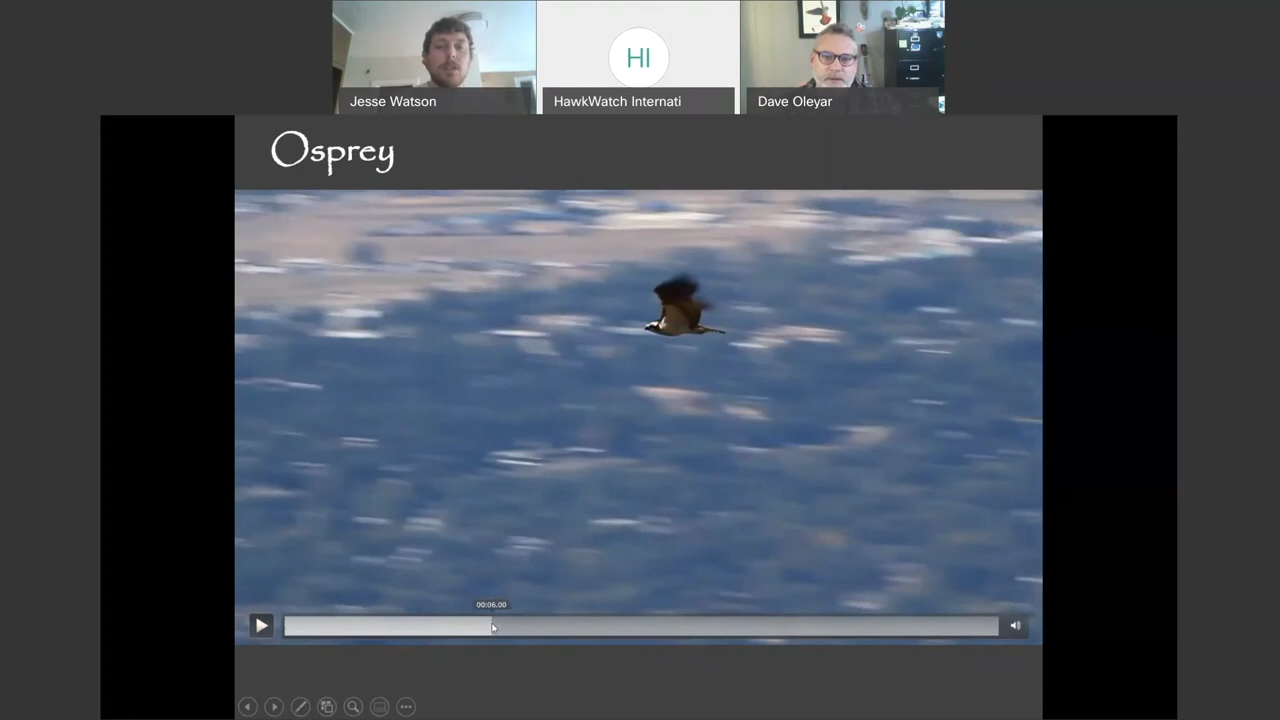 HI
Jesse Watson
HawkWatch Internati
Dave Oleyar
Osprey
00:06.00